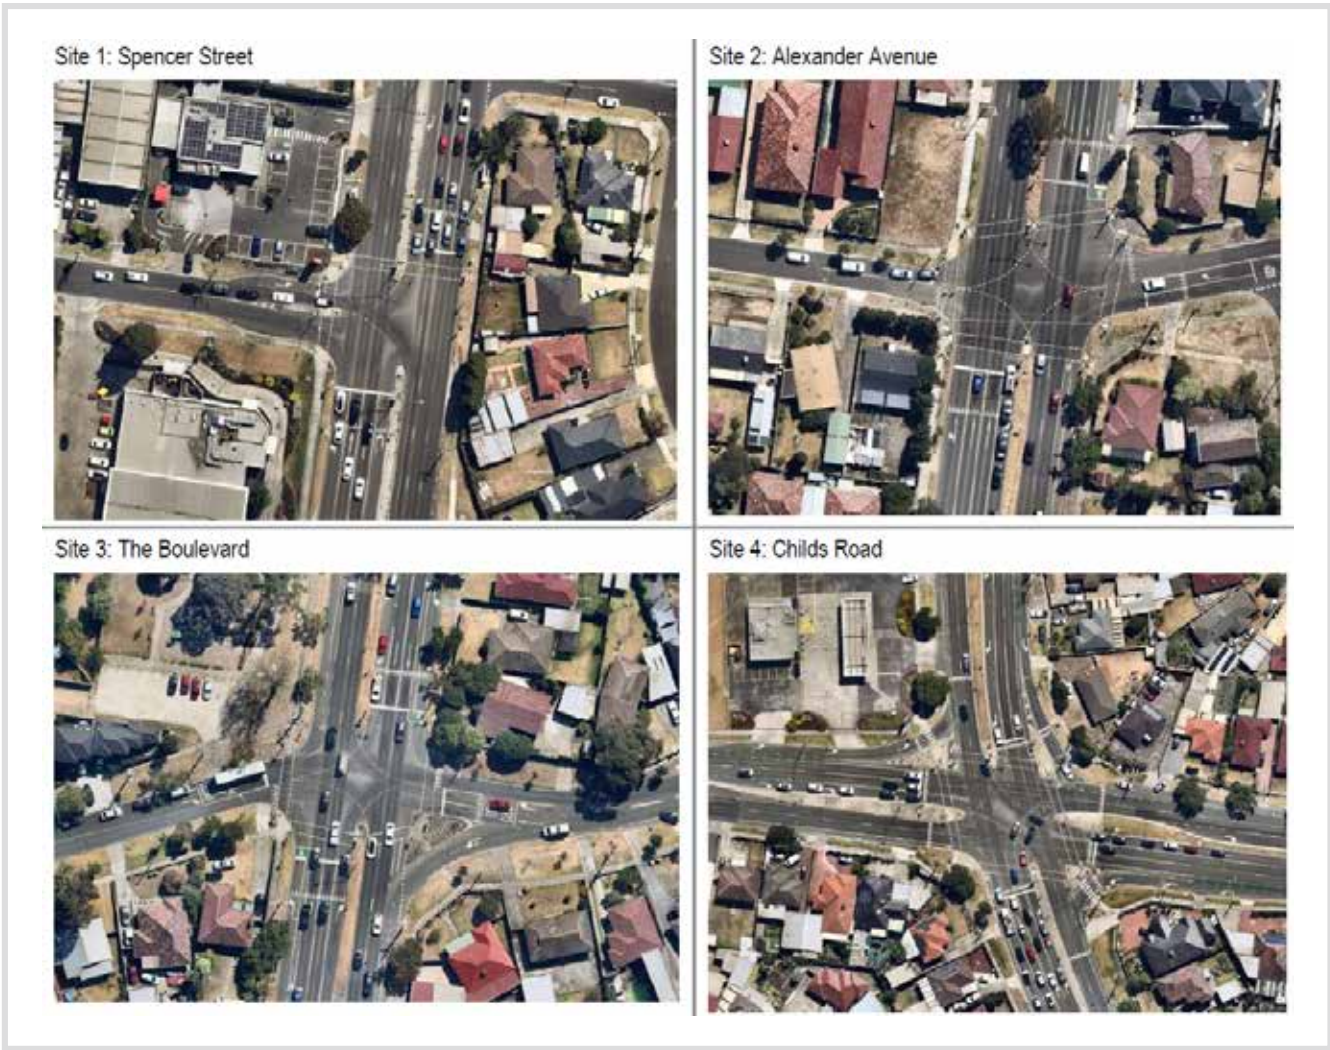 Site 1: Spencer Street
Site 2: Alexander Avenue
Site 3: The Boulevard
Site 4: Childs Road